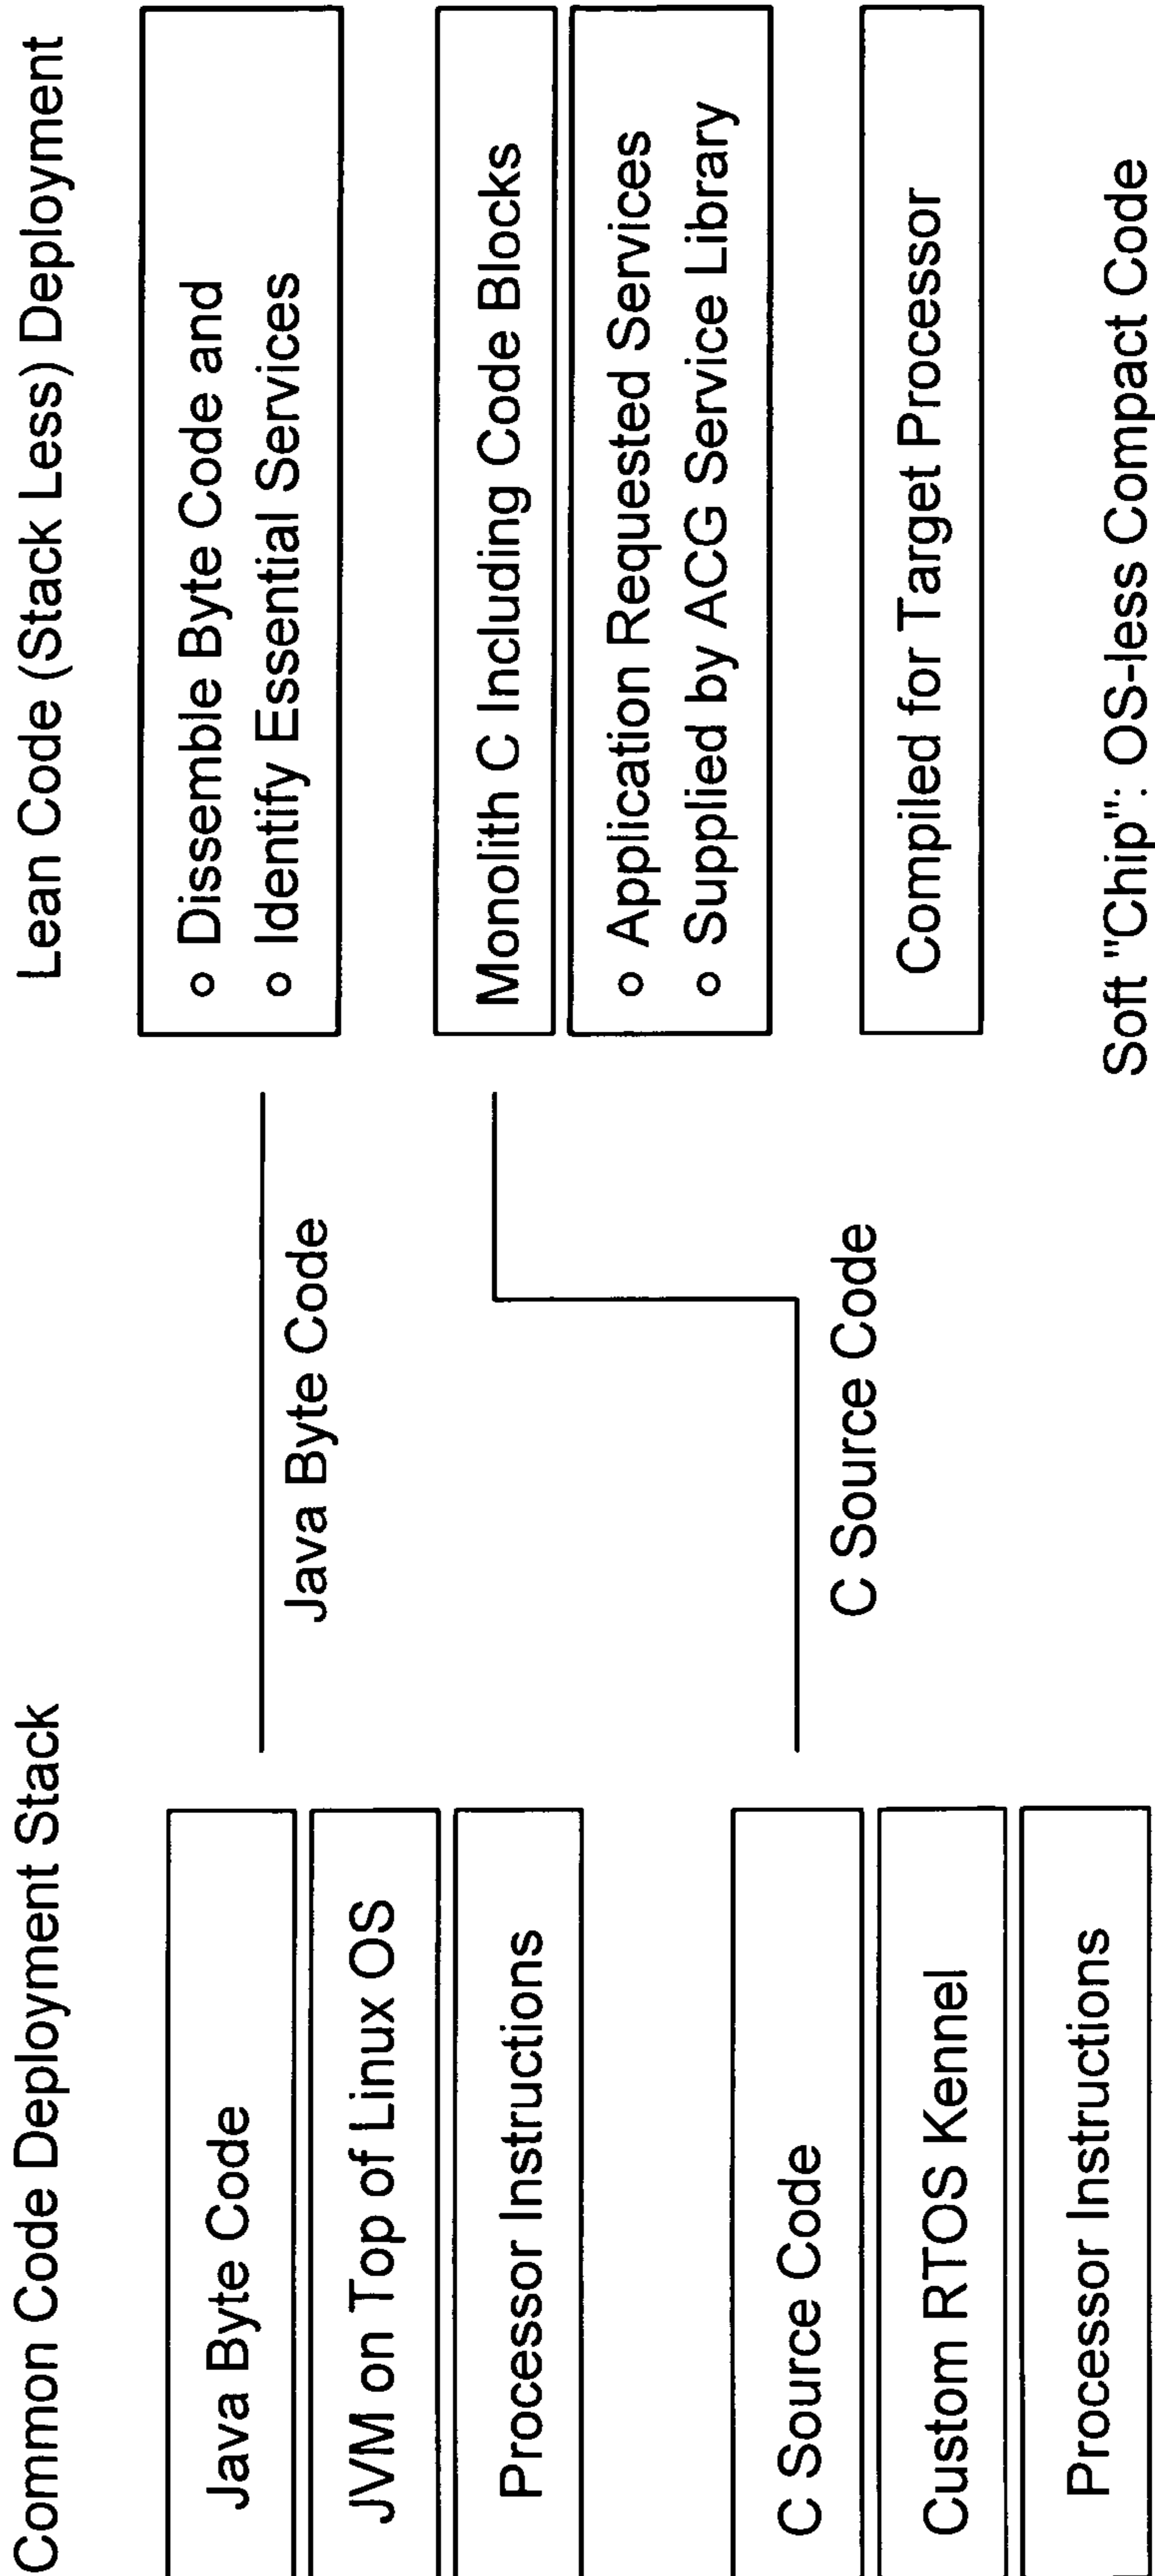 Common Code Deployment Stack
Java Byte Code
JVM on Top of Linux OS
Processor Instructions
C Source Code
Custom RTOS Kennel
Processor Instructions
Java Byte Code
C Source Code
Lean Code (Stack Less) Deployment
o Dissemble Byte Code and
o Identify Essential Services
Monolith C Including Code Blocks
o Application Requested Services
o Supplied by ACG Service Library
Compiled for Target Processor
Soft "Chip": OS-less Compact Code